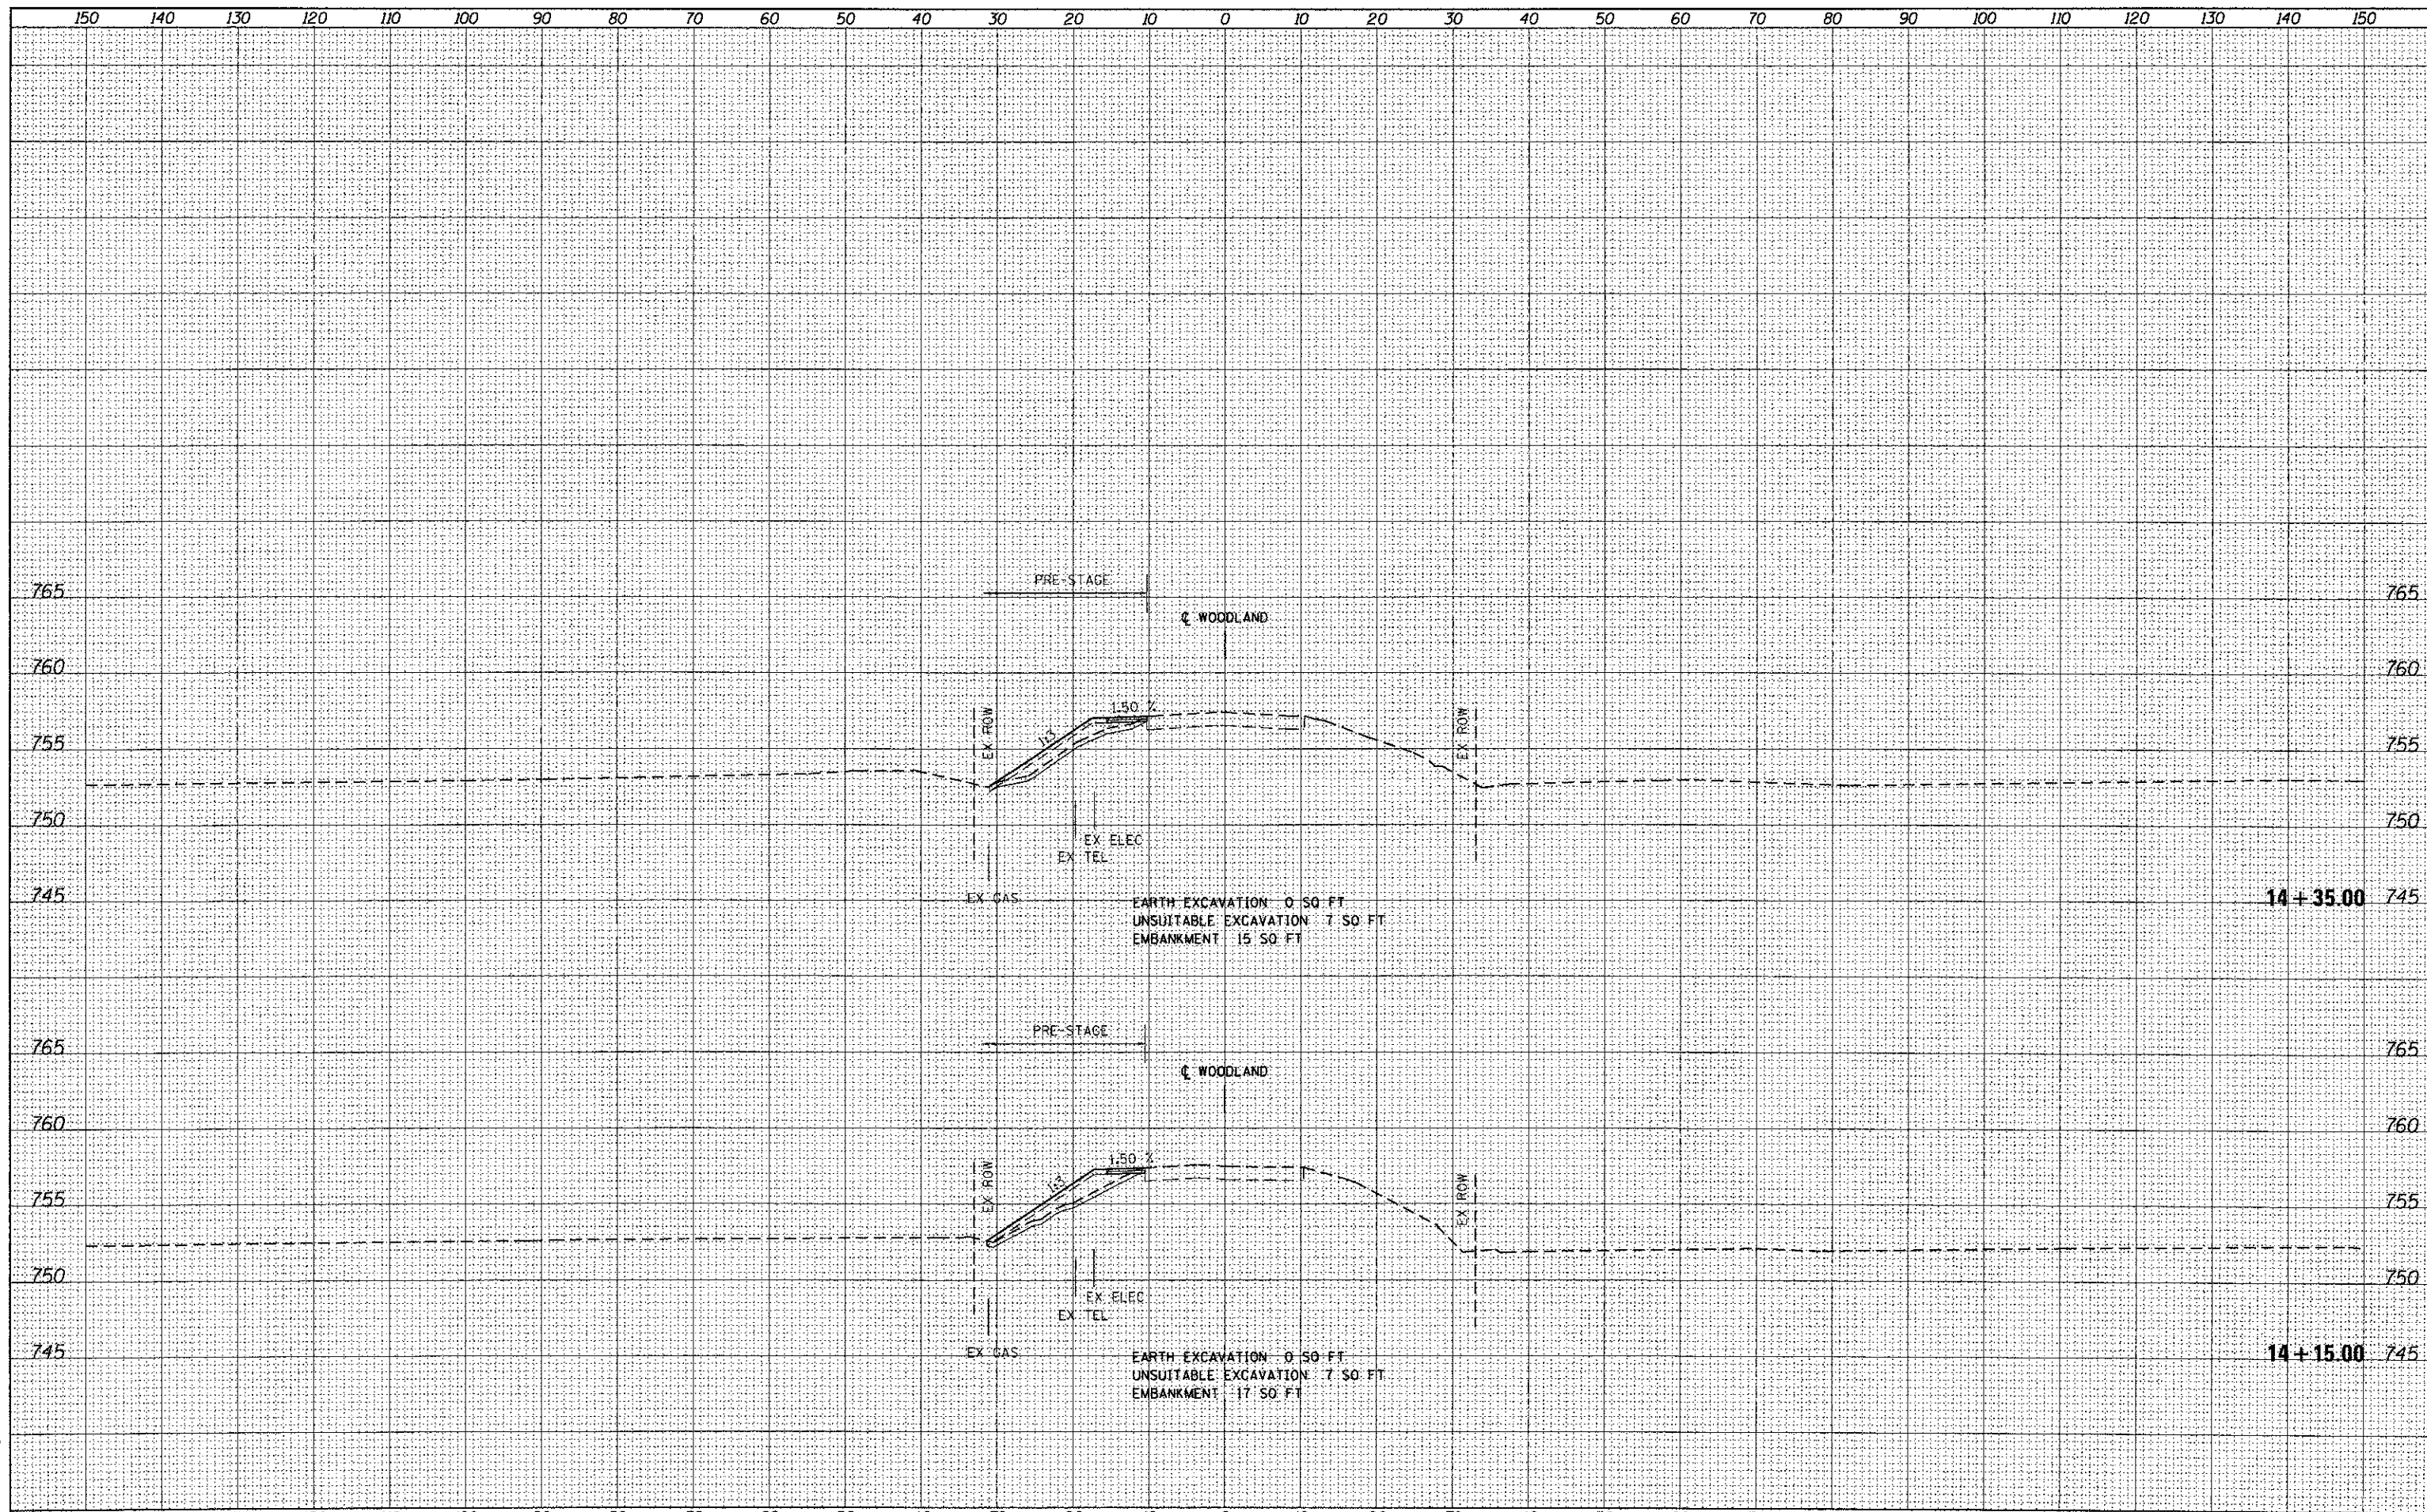 150 140 130 120 110 100 90 80 70 60 50 40 30 20 10 0 10 20 30 40 50 60 70 80 90 100 110 120 130 140 150
PRE-STAGE
765 765
℄ WOODLAND
760 760
EX ROW 1:3 1.50 % EX ROW
755 755
750 750
EX ELEC
EX TEL
EX GAS
745 14+35.00 745
EARTH EXCAVATION 0 SQ FT
UNSUITABLE EXCAVATION 7 SQ FT
EMBANKMENT 15 SQ FT
PRE-STAGE
765 765
℄ WOODLAND
760 760
EX ROW 1:3 1.50 % EX ROW
755 755
750 750
EX ELEC
EX TEL
EX GAS
745 14+15.00 745
EARTH EXCAVATION 0 SQ FT
UNSUITABLE EXCAVATION 7 SQ FT
EMBANKMENT 17 SQ FT